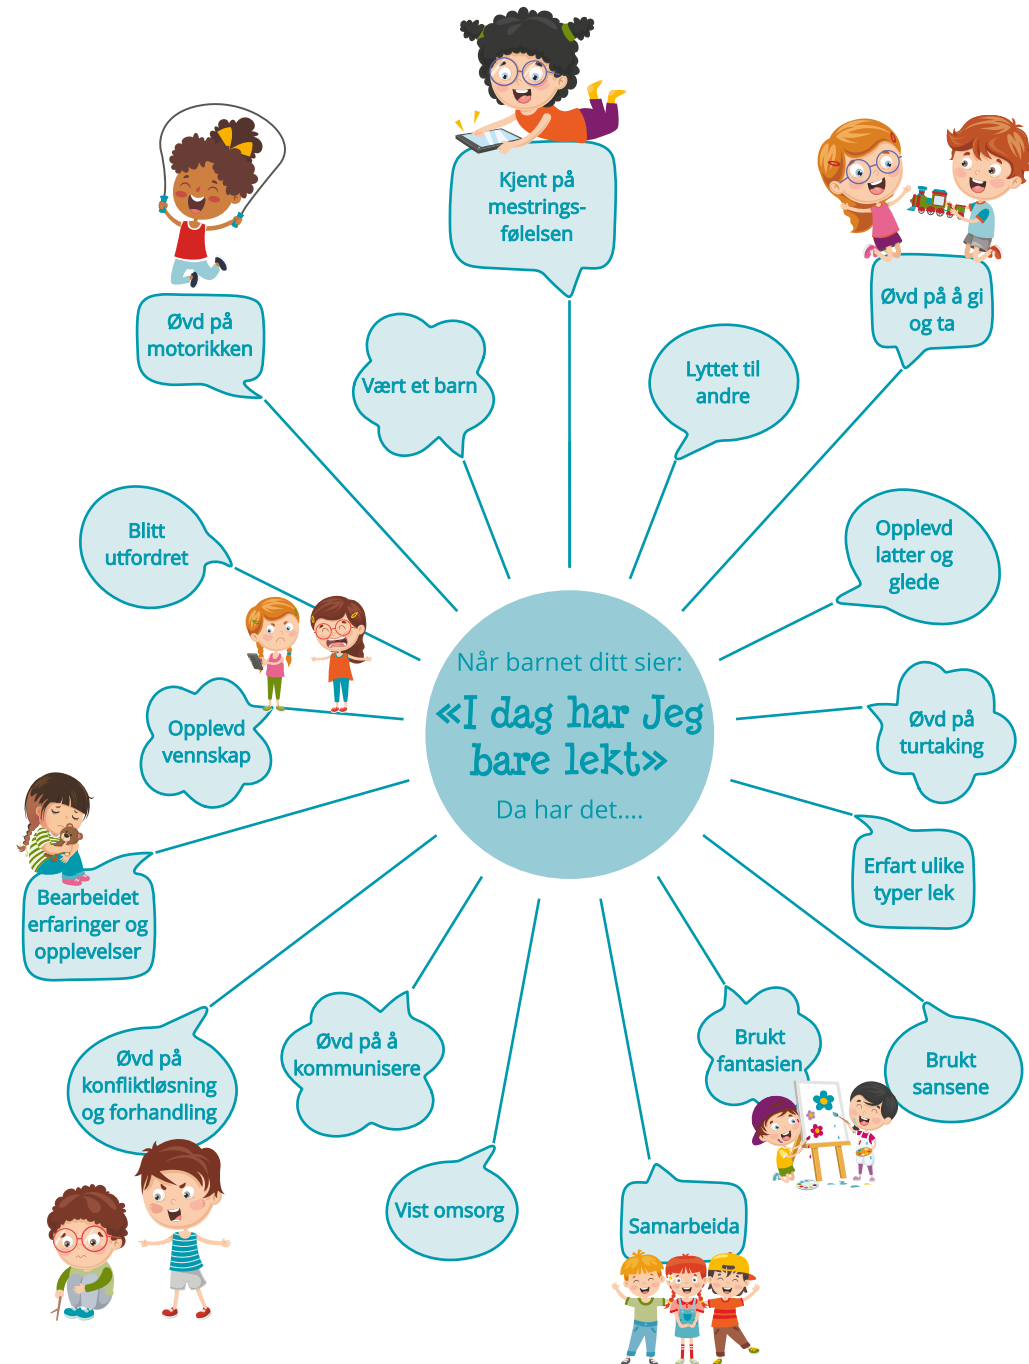 Kjent på
mestrings-
følelsen
Øvd på å gi
og ta
Øvd på
motorikken
Vært et barn
Lyttet til
andre
Blitt
utfordret
Opplevd
latter og
glede
Når barnet ditt sier:
«I dag har Jeg
bare lekt»
Da har det....
Opplevd
vennskap
Øvd på
turtaking
Bearbeidet
erfaringer og
opplevelser
Erfart ulike
typer lek
Øvd på
konfliktløsning
og forhandling
Øvd på å
kommunisere
Brukt
fantasien
Brukt
sansene
Vist omsorg
Samarbeida